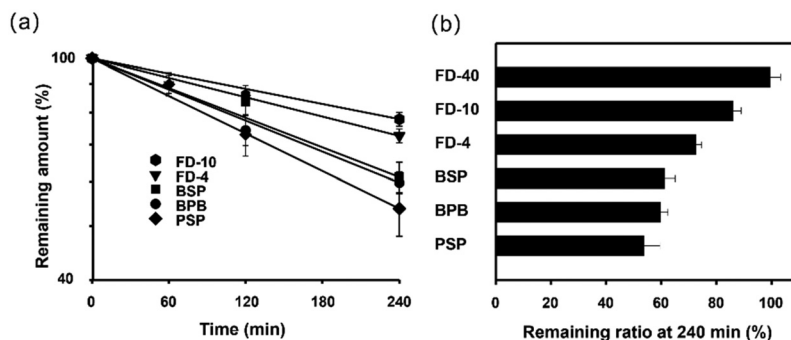 (a)
Remaining amount (%)
100
40
FD-10
FD-4
BSP
BPB
PSP
0 60 120 180 240
Time (min)
(b)
FD-40
FD-10
FD-4
BSP
BPB
PSP
0 20 40 60 80 100
Remaining ratio at 240 min (%)